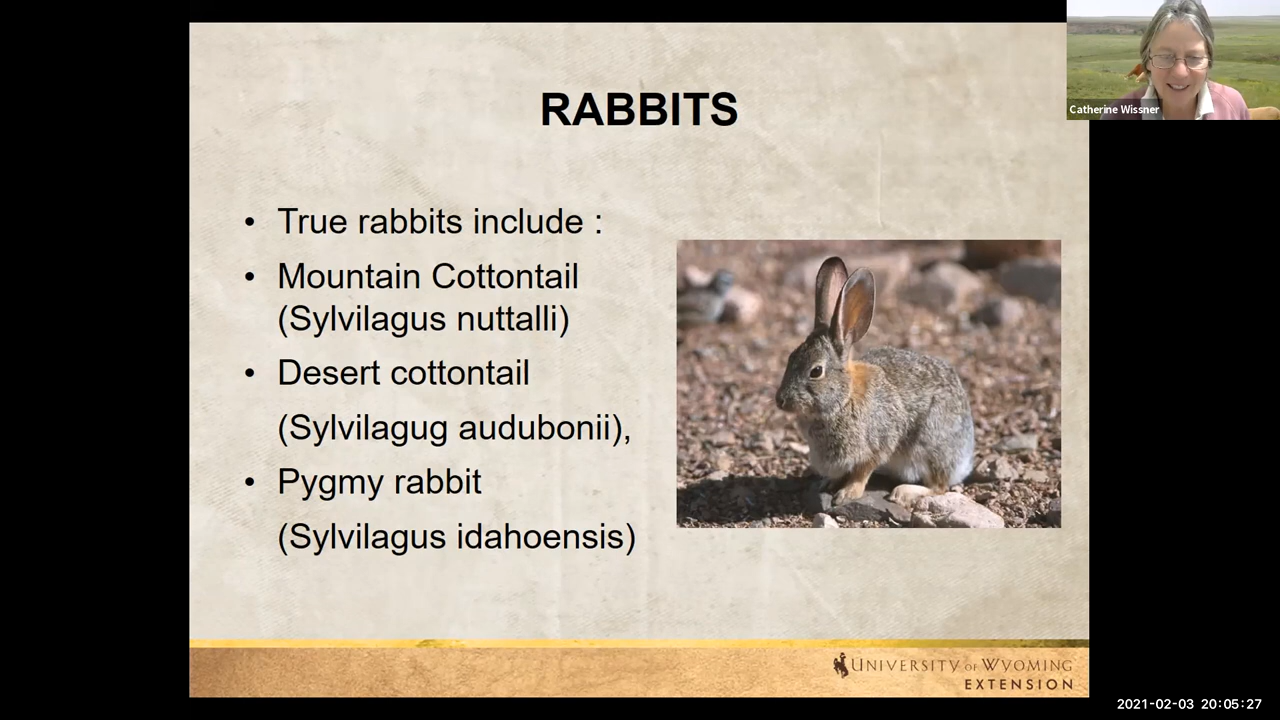 RABBITS
Catherine Wissner
• True rabbits include :
• Mountain Cottontail
(Sylvilagus nuttalli)
• Desert cottontail
(Sylvilagug audubonii),
• Pygmy rabbit
(Sylvilagus idahoensis)
UNIVERSITY OF WYOMING
EXTENSION
2021-02-03 20:05:27